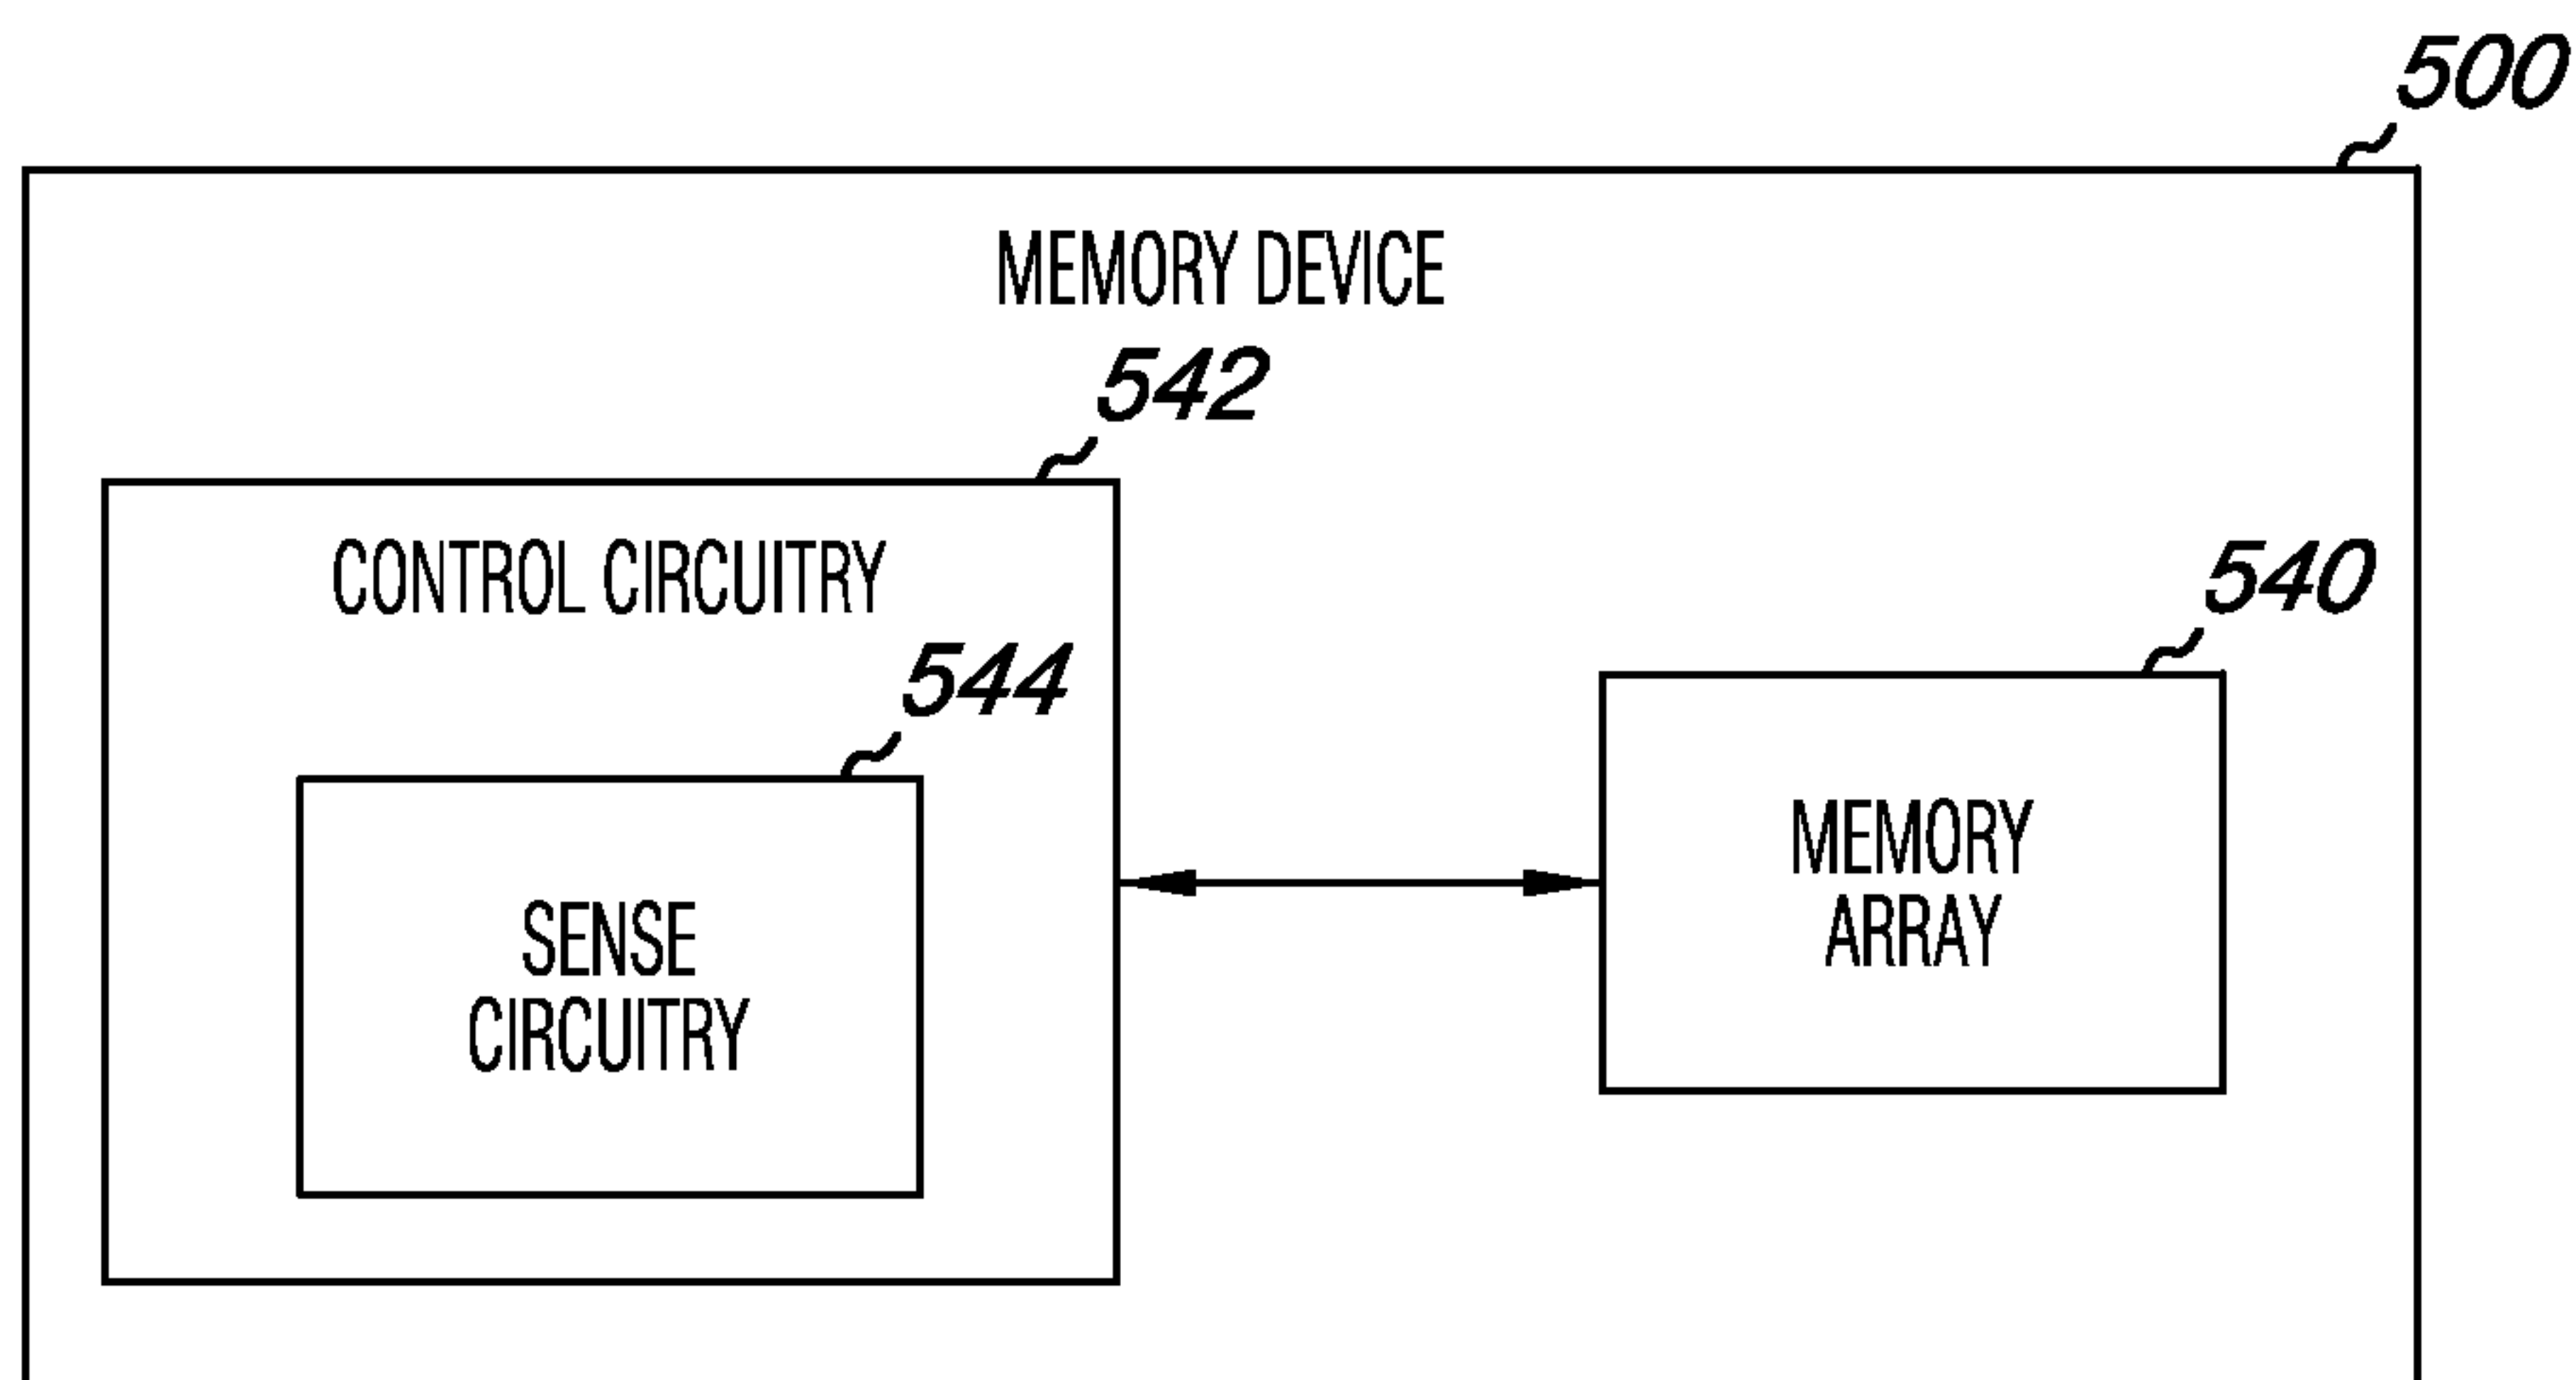 500
MEMORY DEVICE
542
CONTROL CIRCUITRY
540
544
MEMORY
ARRAY
SENSE
CIRCUITRY